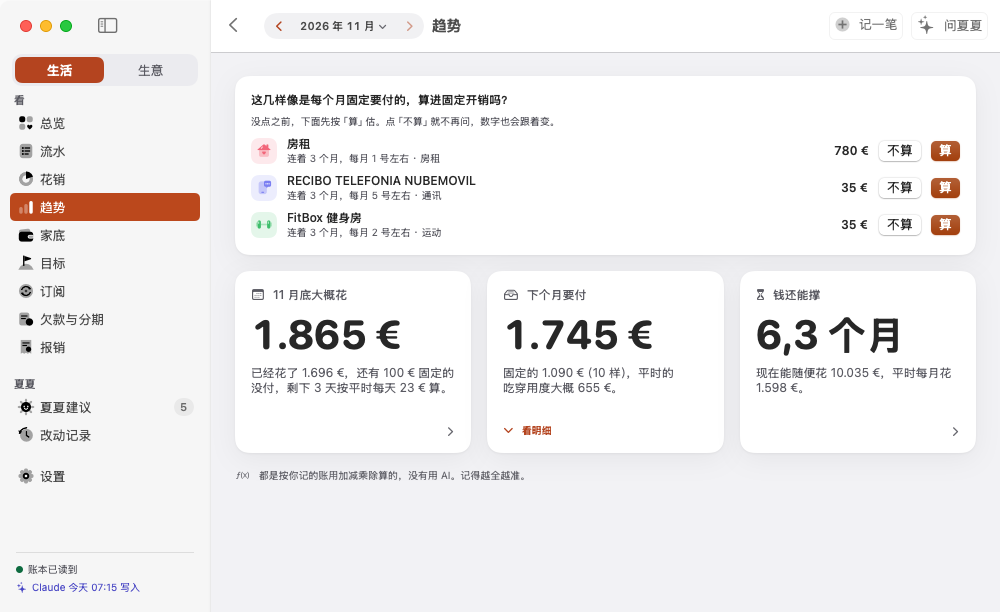 2026 年 11 月
趋势
记一笔
问夏夏
生活
生意
看
总览
流水
花销
趋势
家底
目标
订阅
欠款与分期
报销
夏夏
夏夏建议
5
改动记录
设置
账本已读到
Claude 今天 07:15 写入
这几样像是每个月固定要付的，算进固定开销吗?
没点之前，下面先按「算」估。点「不算」就不再问，数字也会跟着变。
房租
连着 3 个月，每月 1 号左右 · 房租
780 €
不算
算
RECIBO TELEFONIA NUBEMOVIL
连着 3 个月，每月 5 号左右 · 通讯
35 €
不算
算
FitBox 健身房
连着 3 个月，每月 2 号左右 · 运动
35 €
不算
算
11 月底大概花
1.865 €
已经花了 1.696 €，还有 100 € 固定的
没付，剩下 3 天按平时每天 23 € 算。
下个月要付
1.745 €
固定的 1.090 € (10 样)，平时的
吃穿用度大概 655 €。
看明细
钱还能撑
6,3 个月
现在能随便花 10.035 €，平时每月花
1.598 €。
f(x) 都是按你记的账用加减乘除算的，没有用 AI。记得越全越准。